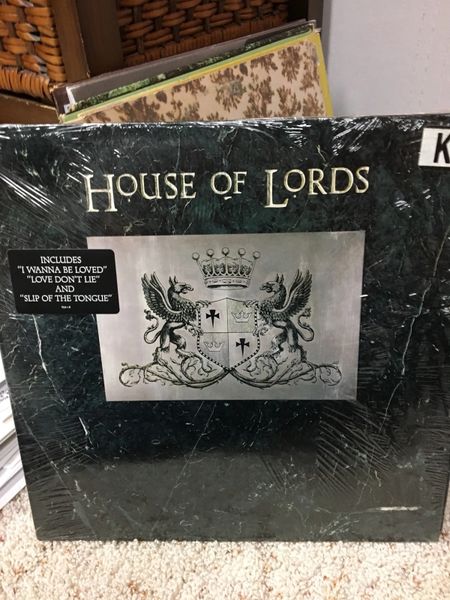 HOUSE OF LORDS
K
INCLUDES
"I WANNA BE LOVED"
"LOVE DON'T LIE"
AND
"SLIP OF THE TONGUE"